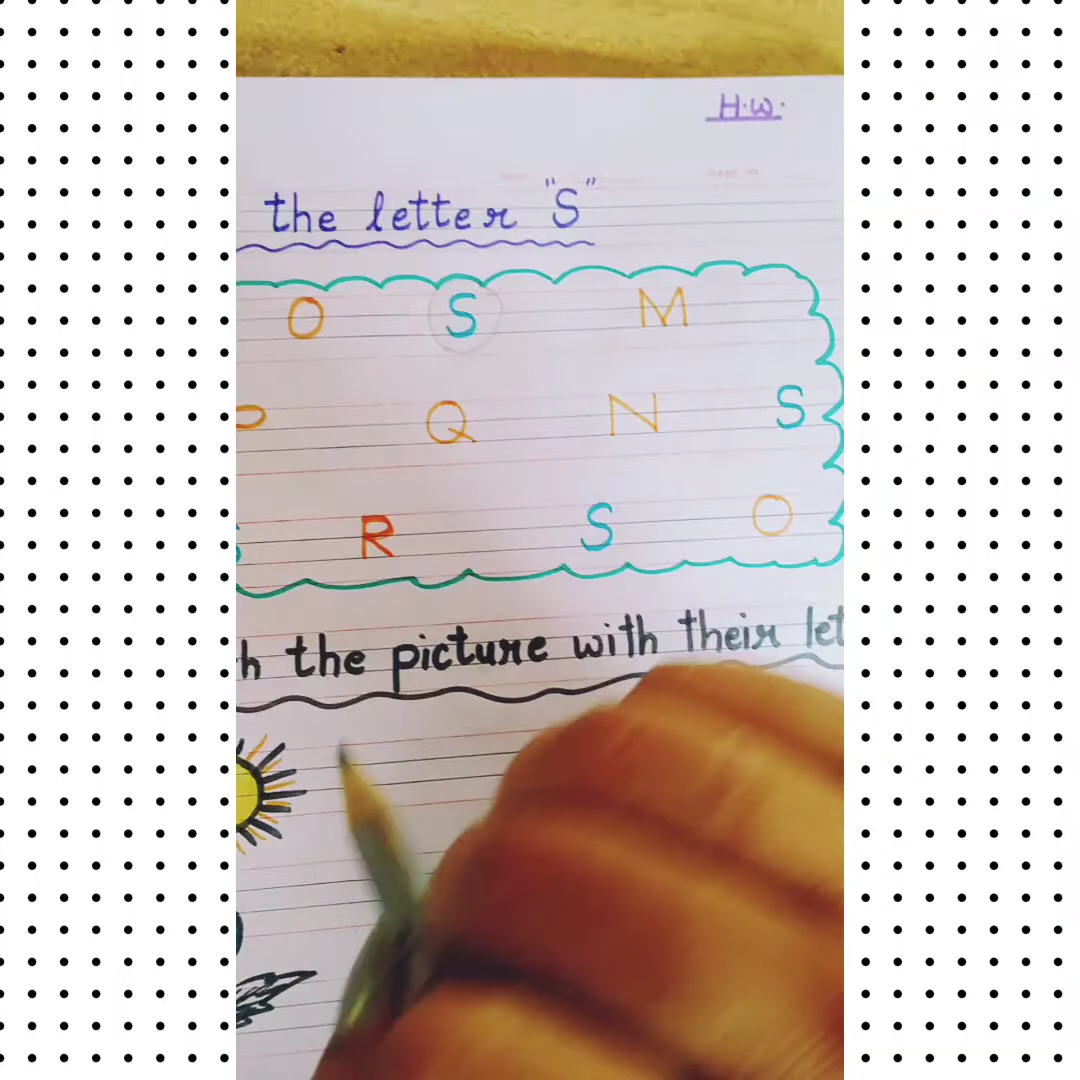 H.W.
the letter "S"
O S M
P Q N S
S R S O
h the picture with their let